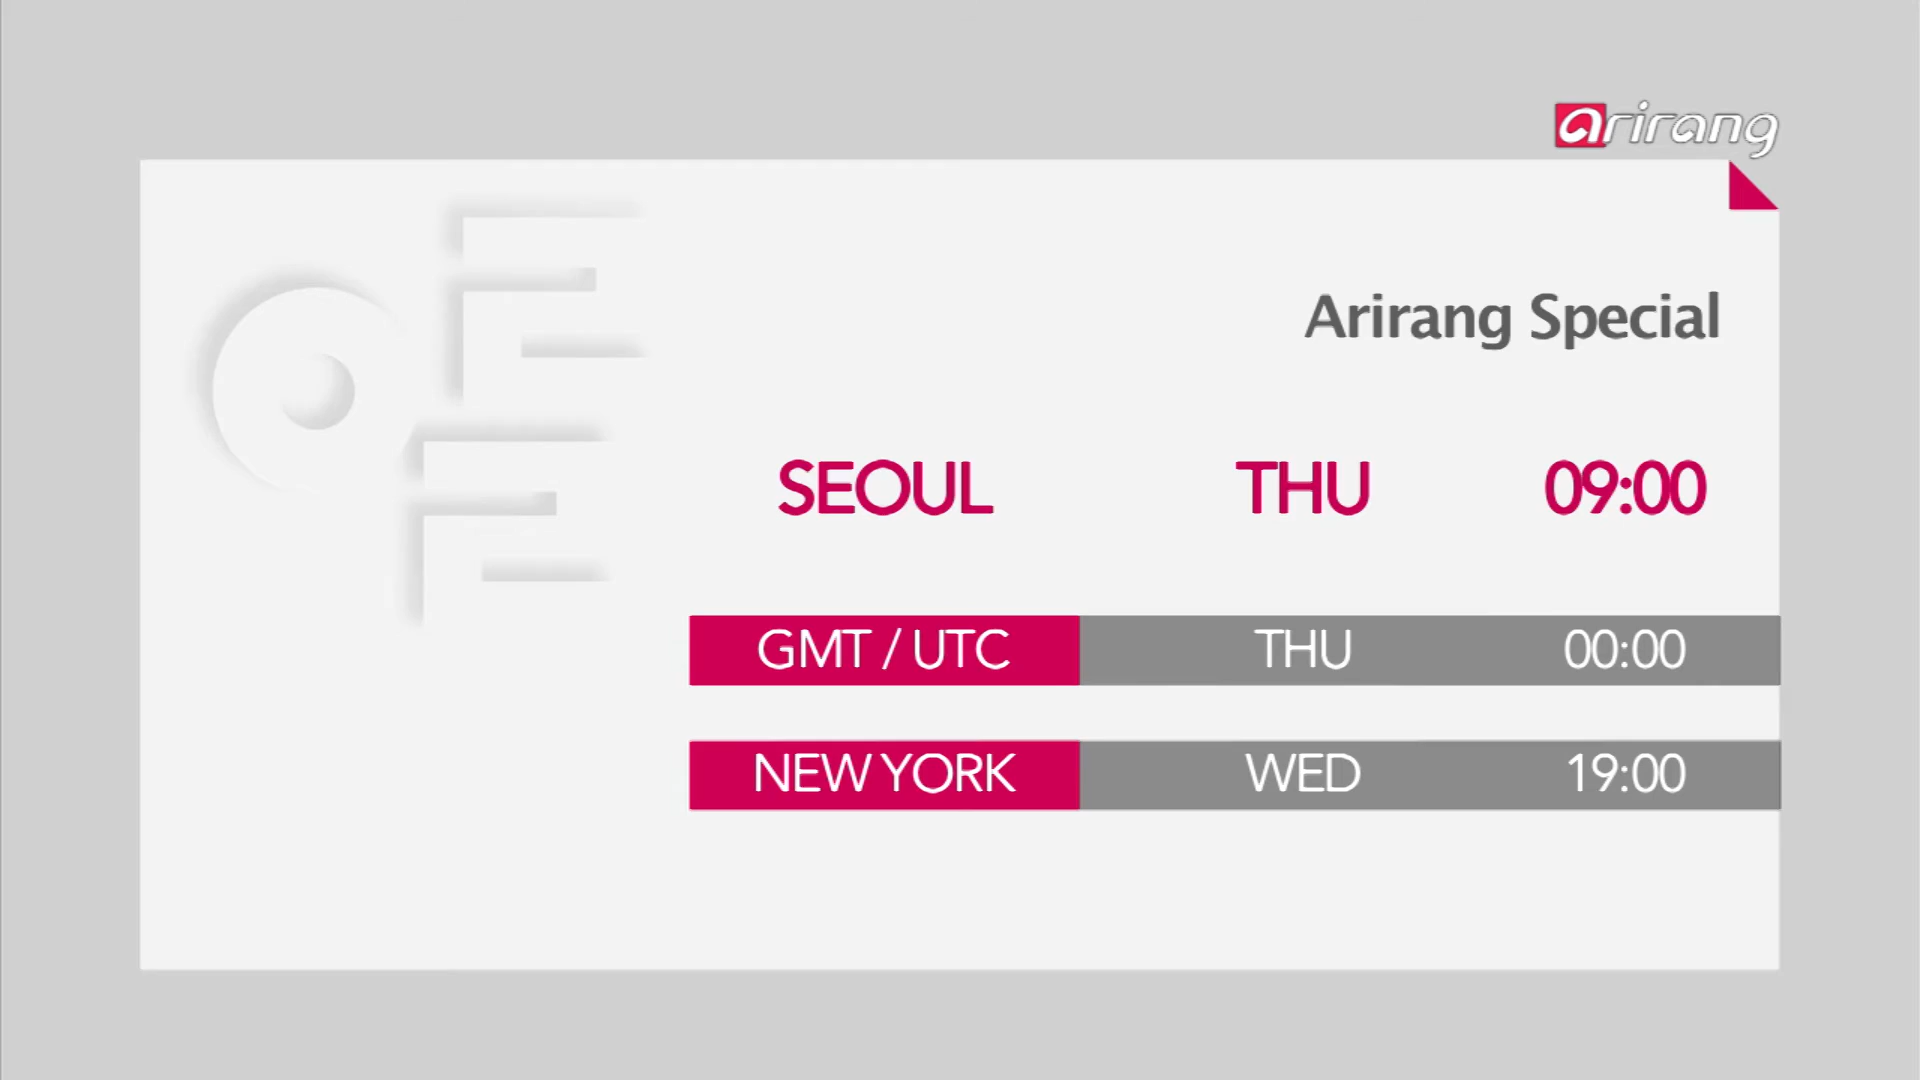 arirang
Arirang Special
SEOUL THU 09:00
GMT / UTC THU 00:00
NEW YORK WED 19:00